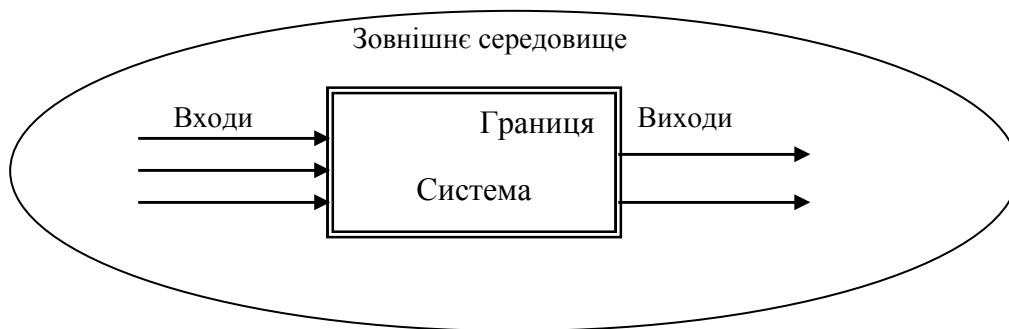 Зовнішнє середовище
Входи
Границя
Виходи
Система